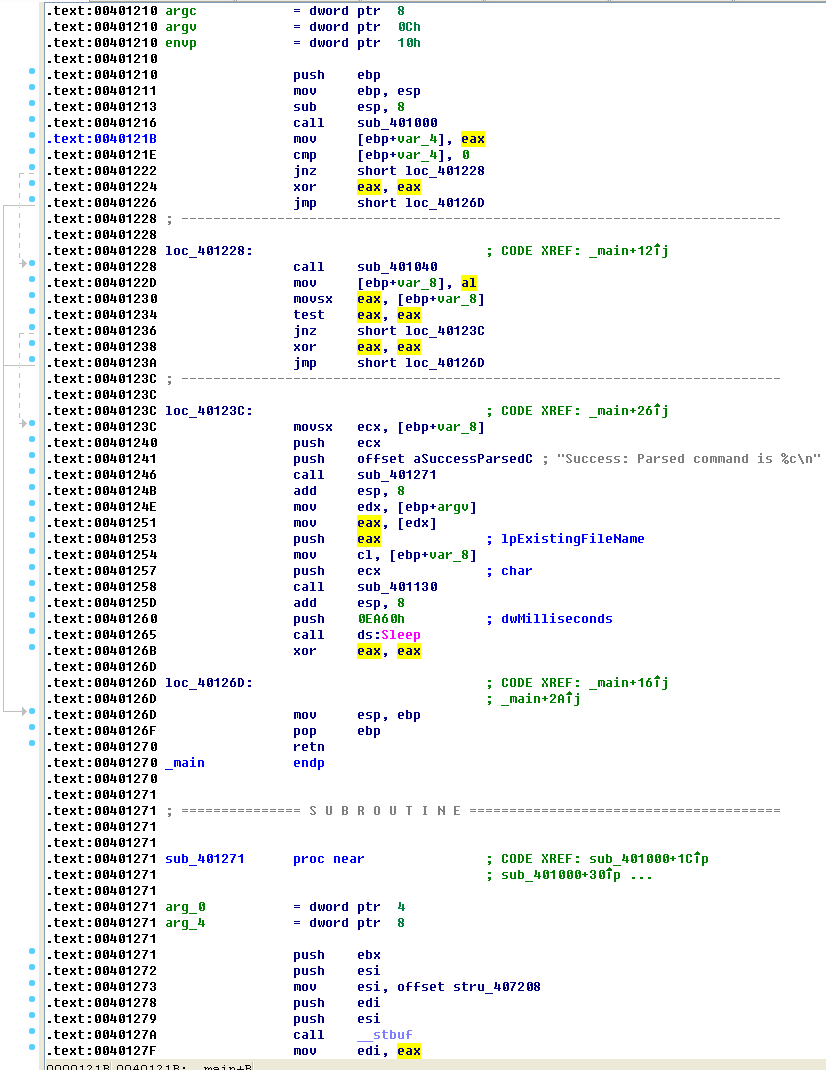 .text:00401210 argc = dword ptr 8
.text:00401210 argv = dword ptr 0Ch
.text:00401210 envp = dword ptr 10h
.text:00401210
.text:00401210 push ebp
.text:00401211 mov ebp, esp
.text:00401213 sub esp, 8
.text:00401216 call sub_401000
.text:0040121B mov [ebp+var_4], eax
.text:0040121E cmp [ebp+var_4], 0
.text:00401222 jnz short loc_401228
.text:00401224 xor eax, eax
.text:00401226 jmp short loc_40126D
.text:00401228 ; ---------------------------------------------------------------------------
.text:00401228
.text:00401228 loc_401228: ; CODE XREF: _main+12↑j
.text:00401228 call sub_401040
.text:0040122D mov [ebp+var_8], al
.text:00401230 movsx eax, [ebp+var_8]
.text:00401234 test eax, eax
.text:00401236 jnz short loc_40123C
.text:00401238 xor eax, eax
.text:0040123A jmp short loc_40126D
.text:0040123C ; ---------------------------------------------------------------------------
.text:0040123C
.text:0040123C loc_40123C: ; CODE XREF: _main+26↑j
.text:0040123C movsx ecx, [ebp+var_8]
.text:00401240 push ecx
.text:00401241 push offset aSuccessParsedC ; "Success: Parsed command is %c\n"
.text:00401246 call sub_401271
.text:0040124B add esp, 8
.text:0040124E mov edx, [ebp+argv]
.text:00401251 mov eax, [edx]
.text:00401253 push eax ; lpExistingFileName
.text:00401254 mov cl, [ebp+var_8]
.text:00401257 push ecx ; char
.text:00401258 call sub_401130
.text:0040125D add esp, 8
.text:00401260 push 0EA60h ; dwMilliseconds
.text:00401265 call ds:Sleep
.text:0040126B xor eax, eax
.text:0040126D
.text:0040126D loc_40126D: ; CODE XREF: _main+16↑j
.text:0040126D ; _main+2A↑j
.text:0040126D mov esp, ebp
.text:0040126F pop ebp
.text:00401270 retn
.text:00401270 _main endp
.text:00401270
.text:00401271
.text:00401271 ; =============== S U B R O U T I N E =======================================
.text:00401271
.text:00401271
.text:00401271 sub_401271 proc near ; CODE XREF: sub_401000+1C↑p
.text:00401271 ; sub_401000+30↑p ...
.text:00401271
.text:00401271 arg_0 = dword ptr 4
.text:00401271 arg_4 = dword ptr 8
.text:00401271
.text:00401271 push ebx
.text:00401272 push esi
.text:00401273 mov esi, offset stru_407208
.text:00401278 push edi
.text:00401279 push esi
.text:0040127A call __stbuf
.text:0040127F mov edi, eax
0000121B 0040121B: _main+B